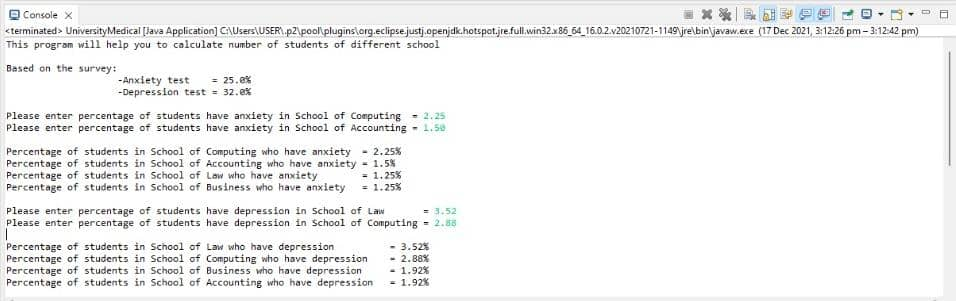 Console
<terminated> UniversityMedical [Java Application] C:\Users\USER\.p2\pool\plugins\org.eclipse.justj.openjdk.hotspot.jre.full.win32.x86_64_16.0.2.v20210721-1149\jre\bin\javaw.exe (17 Dec 2021, 3:12:26 pm – 3:12:42 pm)
This program will help you to calculate number of students of different school
Based on the survey:
-Anxiety test = 25.0%
-Depression test = 32.0%
Please enter percentage of students have anxiety in School of Computing = 2.25
Please enter percentage of students have anxiety in School of Accounting = 1.50
Percentage of students in School of Computing who have anxiety = 2.25%
Percentage of students in School of Accounting who have anxiety = 1.5%
Percentage of students in School of Law who have anxiety = 1.25%
Percentage of students in School of Business who have anxiety = 1.25%
Please enter percentage of students have depression in School of Law = 3.52
Please enter percentage of students have depression in School of Computing = 2.88
Percentage of students in School of Law who have depression = 3.52%
Percentage of students in School of Computing who have depression = 2.88%
Percentage of students in School of Business who have depression = 1.92%
Percentage of students in School of Accounting who have depression = 1.92%